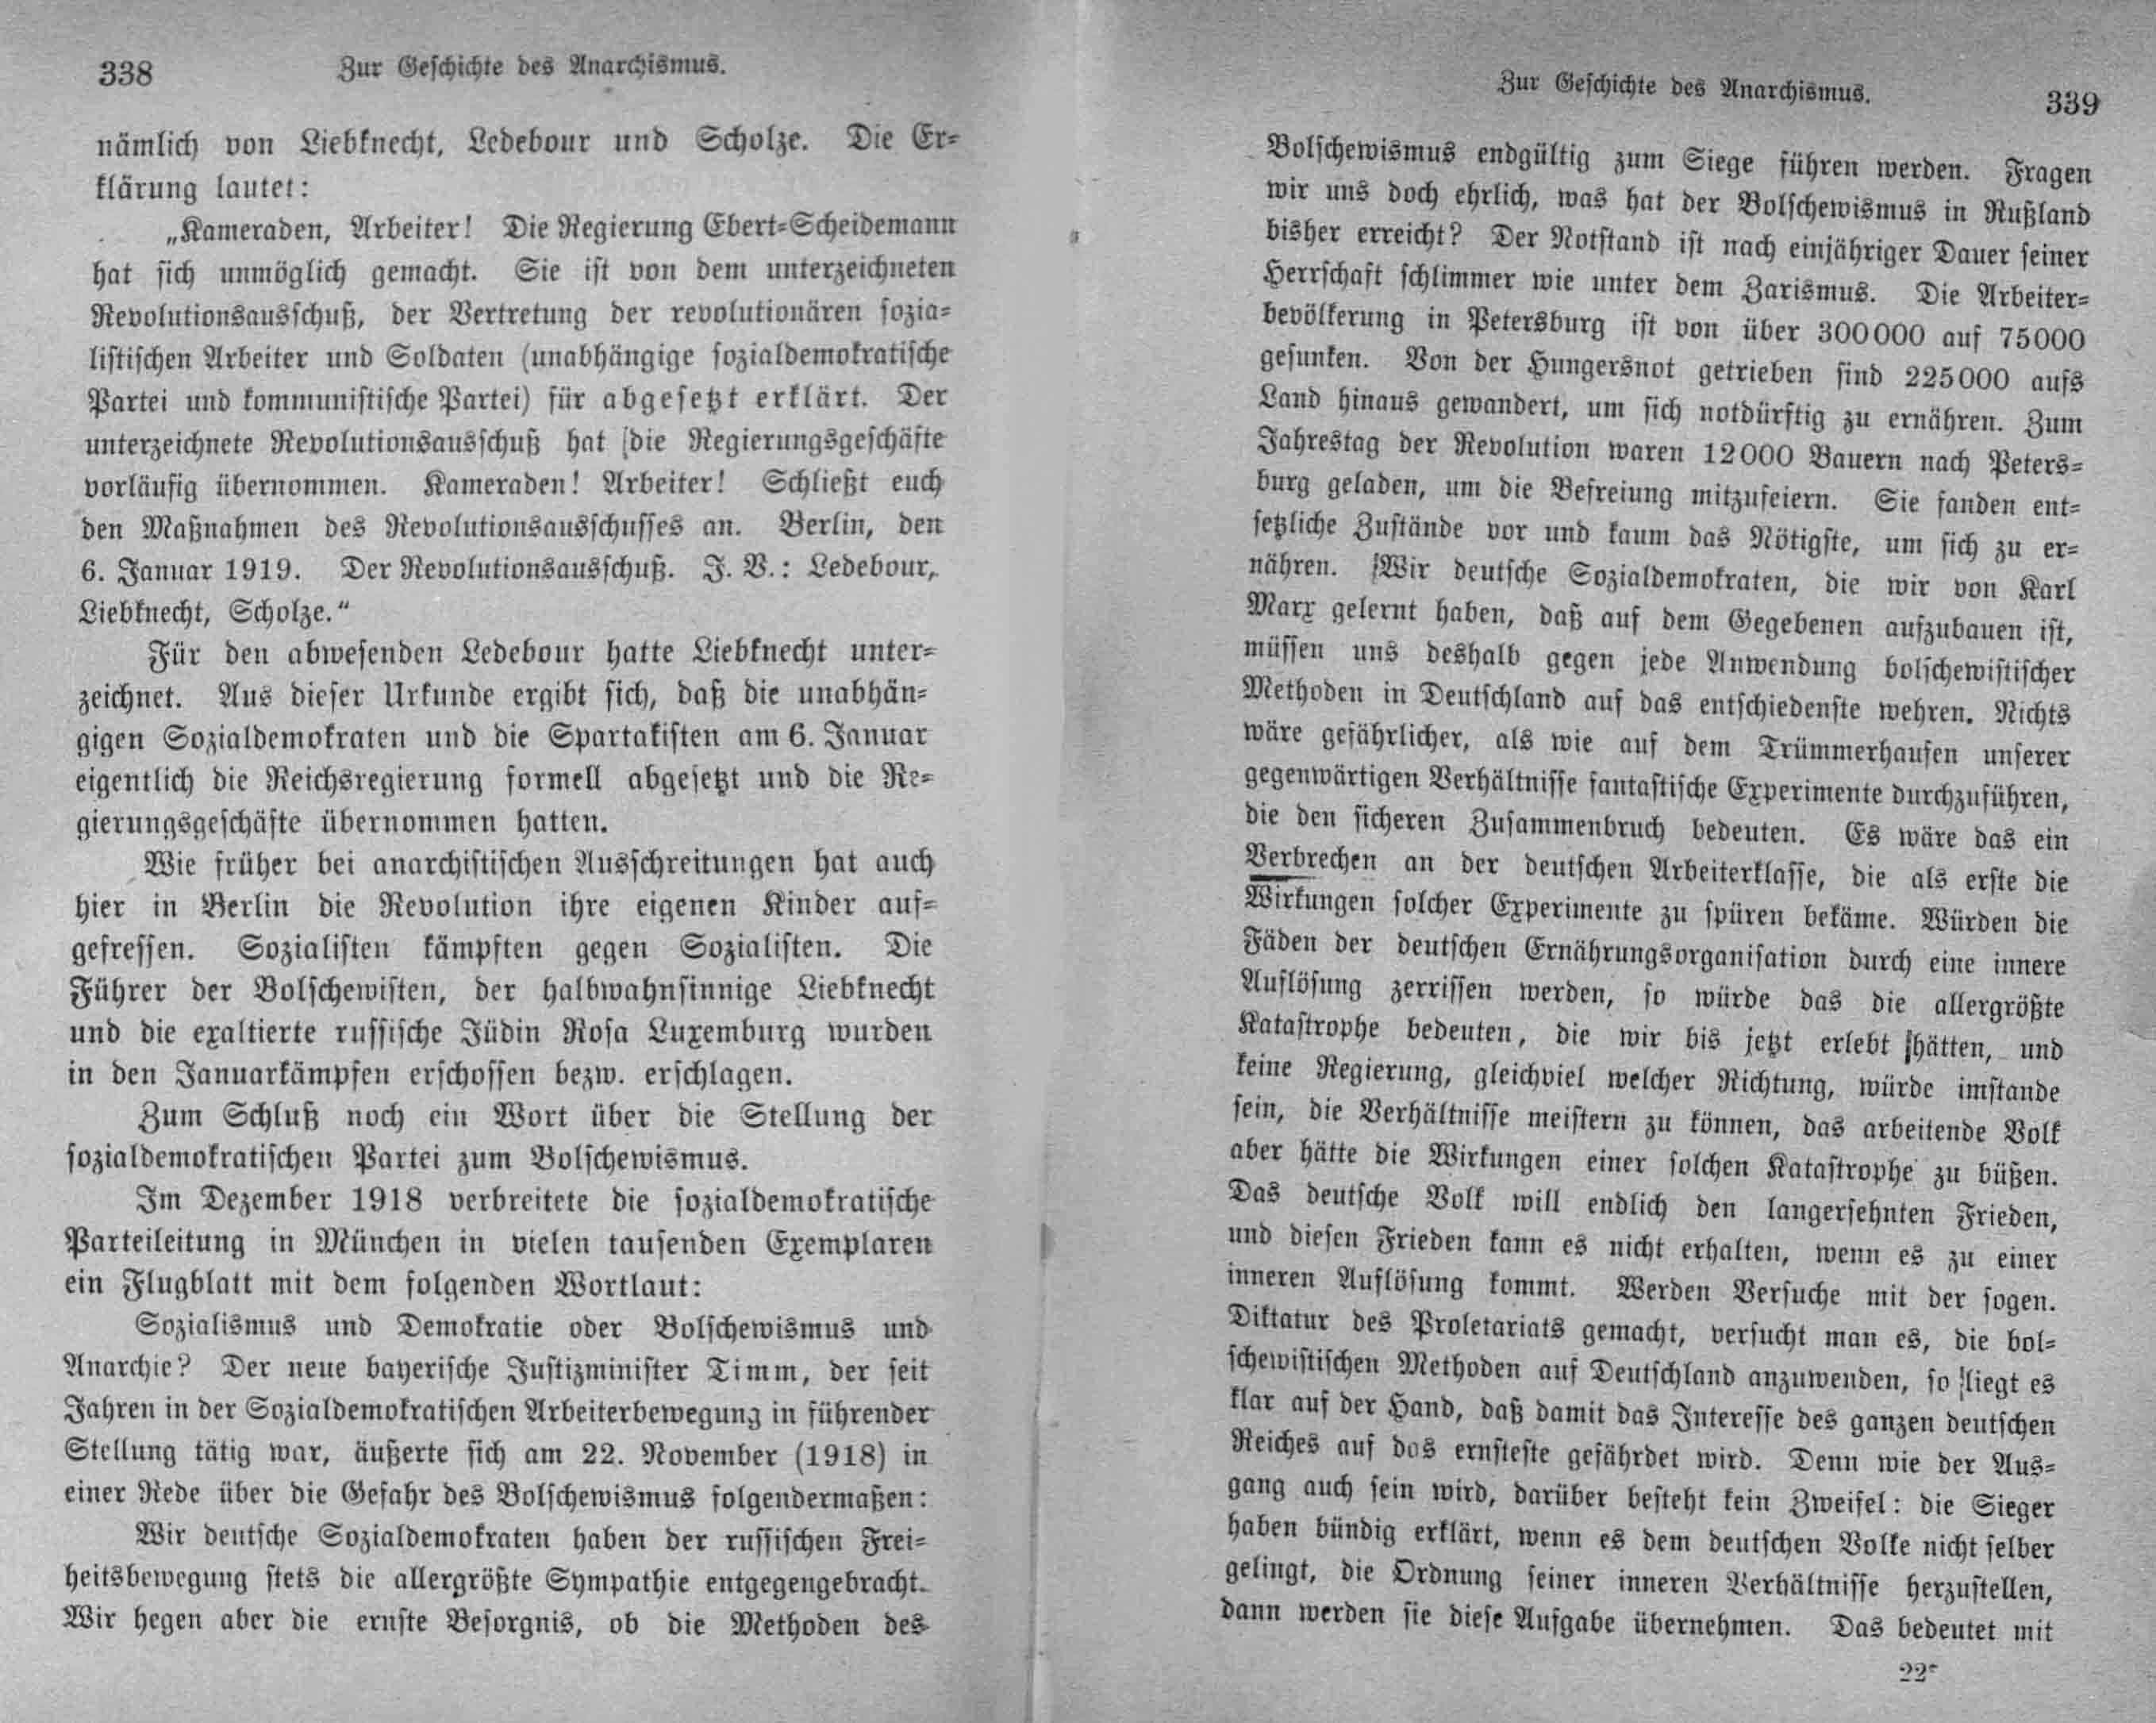 338
Zur Geschichte des Anarchismus.
nämlich von Liebknecht, Ledebour und Scholze. Die Er-
klärung lautet:
„Kameraden, Arbeiter! Die Regierung Ebert-Scheidemann
hat sich unmöglich gemacht. Sie ist von dem unterzeichneten
Revolutionsausschuß, der Vertretung der revolutionären sozia-
listischen Arbeiter und Soldaten (unabhängige sozialdemokratische
Partei und kommunistische Partei) für abgesetzt erklärt. Der
unterzeichnete Revolutionsausschuß hat die Regierungsgeschäfte
vorläufig übernommen. Kameraden! Arbeiter! Schließt euch
den Maßnahmen des Revolutionsausschusses an. Berlin, den
6. Januar 1919. Der Revolutionsausschuß. J. V.: Ledebour,
Liebknecht, Scholze.“
Für den abwesenden Ledebour hatte Liebknecht unter-
zeichnet. Aus dieser Urkunde ergibt sich, daß die unabhän-
gigen Sozialdemokraten und die Spartakisten am 6. Januar
eigentlich die Reichsregierung formell abgesetzt und die Re-
gierungsgeschäfte übernommen hatten.
Wie früher bei anarchistischen Ausschreitungen hat auch
hier in Berlin die Revolution ihre eigenen Kinder auf-
gefressen. Sozialisten kämpften gegen Sozialisten. Die
Führer der Bolschewisten, der halbwahnsinnige Liebknecht
und die exaltierte russische Jüdin Rosa Luxemburg wurden
in den Januarkämpfen erschossen bezw. erschlagen.
Zum Schluß noch ein Wort über die Stellung der
sozialdemokratischen Partei zum Bolschewismus.
Im Dezember 1918 verbreitete die sozialdemokratische
Parteileitung in München in vielen tausenden Exemplaren
ein Flugblatt mit dem folgenden Wortlaut:
Sozialismus und Demokratie oder Bolschewismus und
Anarchie? Der neue bayerische Justizminister Timm, der seit
Jahren in der Sozialdemokratischen Arbeiterbewegung in führender
Stellung tätig war, äußerte sich am 22. November (1918) in
einer Rede über die Gefahr des Bolschewismus folgendermaßen:
Wir deutsche Sozialdemokraten haben der russischen Frei-
heitsbewegung stets die allergrößte Sympathie entgegengebracht.
Wir hegen aber die ernste Besorgnis, ob die Methoden des
Zur Geschichte des Anarchismus.
339
Bolschewismus endgültig zum Siege führen werden. Fragen
wir uns doch ehrlich, was hat der Bolschewismus in Rußland
bisher erreicht? Der Notstand ist nach einjähriger Dauer seiner
Herrschaft schlimmer wie unter dem Zarismus. Die Arbeiter-
bevölkerung in Petersburg ist von über 300000 auf 75000
gesunken. Von der Hungersnot getrieben sind 225000 aufs
Land hinaus gewandert, um sich notdürftig zu ernähren. Zum
Jahrestag der Revolution waren 12000 Bauern nach Peters-
burg geladen, um die Befreiung mitzufeiern. Sie fanden ent-
setzliche Zustände vor und kaum das Nötigste, um sich zu er-
nähren. Wir deutsche Sozialdemokraten, die wir von Karl
Marx gelernt haben, daß auf dem Gegebenen aufzubauen ist,
müssen uns deshalb gegen jede Anwendung bolschewistischer
Methoden in Deutschland auf das entschiedenste wehren. Nichts
wäre gefährlicher, als wie auf dem Trümmerhaufen unserer
gegenwärtigen Verhältnisse fantastische Experimente durchzuführen,
die den sicheren Zusammenbruch bedeuten. Es wäre das ein
Verbrechen an der deutschen Arbeiterklasse, die als erste die
Wirkungen solcher Experimente zu spüren bekäme. Würden die
Fäden der deutschen Ernährungsorganisation durch eine innere
Auflösung zerrissen werden, so würde das die allergrößte
Katastrophe bedeuten, die wir bis jetzt erlebt hätten, und
keine Regierung, gleichviel welcher Richtung, würde imstande
sein, die Verhältnisse meistern zu können, das arbeitende Volk
aber hätte die Wirkungen einer solchen Katastrophe zu büßen.
Das deutsche Volk will endlich den langersehnten Frieden,
und diesen Frieden kann es nicht erhalten, wenn es zu einer
inneren Auflösung kommt. Werden Versuche mit der sogen.
Diktatur des Proletariats gemacht, versucht man es, die bol-
schewistischen Methoden auf Deutschland anzuwenden, so liegt es
klar auf der Hand, daß damit das Interesse des ganzen deutschen
Reiches auf das ernsteste gefährdet wird. Denn wie der Aus-
gang auch sein wird, darüber besteht kein Zweifel: die Sieger
haben bündig erklärt, wenn es dem deutschen Volke nicht selber
gelingt, die Ordnung seiner inneren Verhältnisse herzustellen,
dann werden sie diese Aufgabe übernehmen. Das bedeutet mit
22*